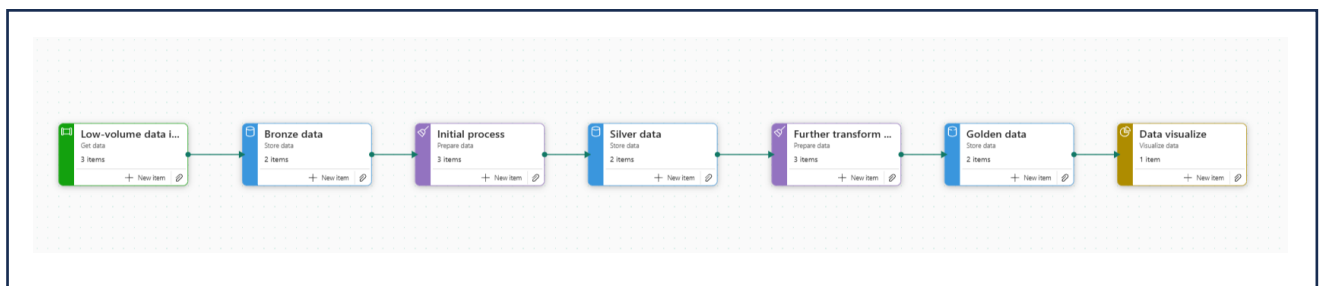 Low-volume data i...
Get data
3 items
New item
Bronze data
Store data
2 items
New item
Initial process
Prepare data
3 items
New item
Silver data
Store data
2 items
New item
Further transform ...
Prepare data
3 items
New item
Golden data
Store data
2 items
New item
Data visualize
Visualize data
1 item
New item